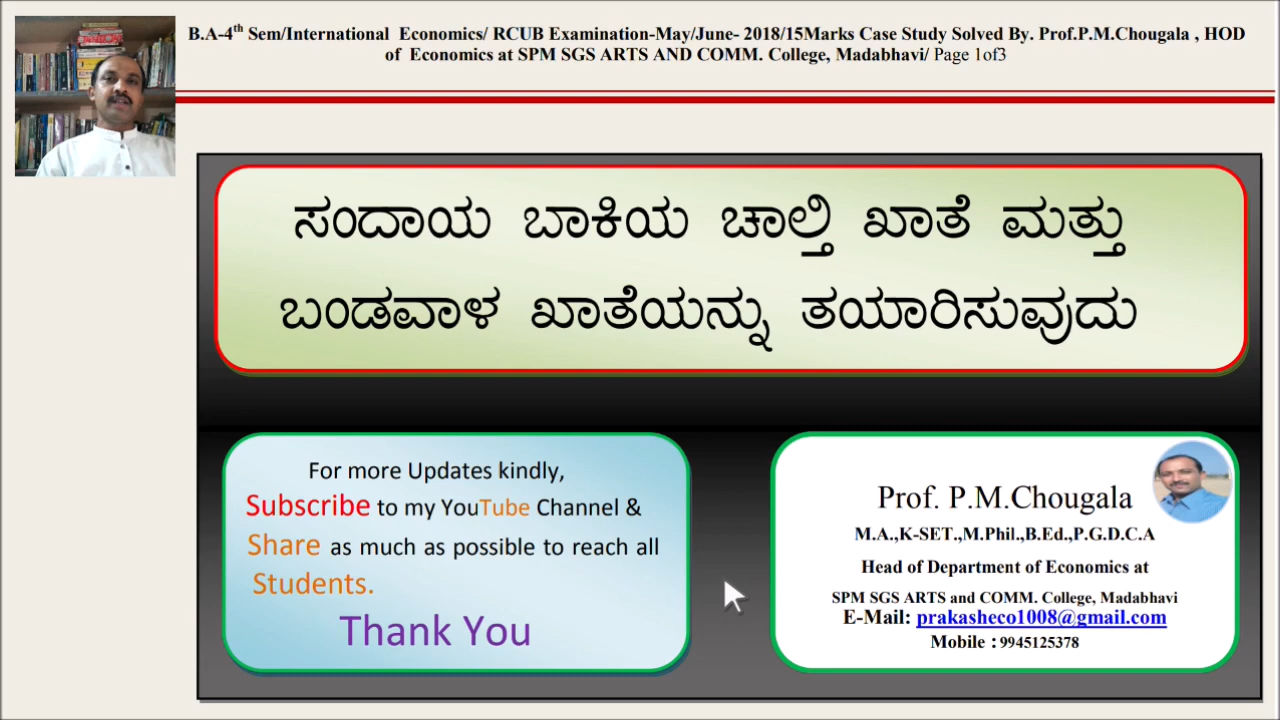 B.A-4th Sem/International Economics/ RCUB Examination-May/June- 2018/15Marks Case Study Solved By. Prof.P.M.Chougala , HOD
of Economics at SPM SGS ARTS AND COMM. College, Madabhavi/ Page 1of3
ಸಂದಾಯ ಬಾಕಿಯ ಚಾಲ್ತಿ ಖಾತೆ ಮತ್ತು
ಬಂಡವಾಳ ಖಾತೆಯನ್ನು ತಯಾರಿಸುವುದು
For more Updates kindly,
Subscribe to my YouTube Channel &
Share as much as possible to reach all
Students.
Thank You
Prof. P.M.Chougala
M.A.,K-SET.,M.Phil.,B.Ed.,P.G.D.C.A
Head of Department of Economics at
SPM SGS ARTS and COMM. College, Madabhavi
E-Mail: prakasheco1008@gmail.com
Mobile : 9945125378